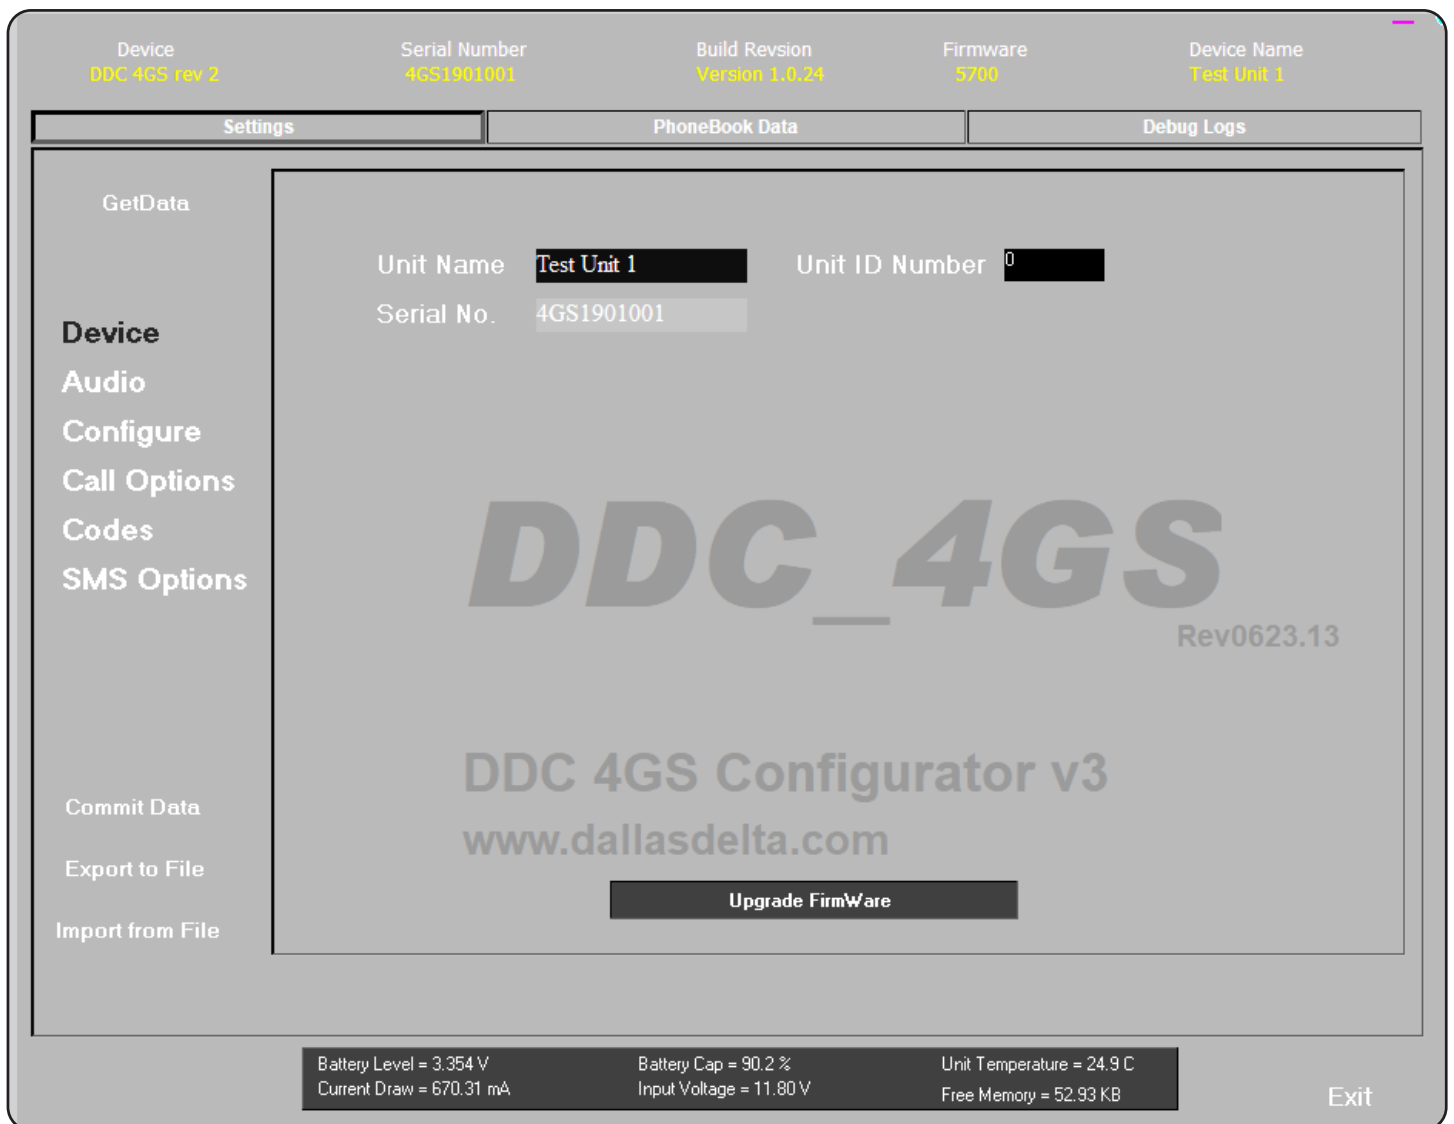 Device Serial Number Build Revsion Firmware Device Name
DDC 4GS rev 2 4GS1901001 Version 1.0.24 5700 Test Unit 1
Settings PhoneBook Data Debug Logs
GetData
Device
Audio
Configure
Call Options
Codes
SMS Options
Commit Data
Export to File
Import from File
Unit Name Test Unit 1 Unit ID Number 0
Serial No. 4GS1901001
DDC_4GS
Rev0623.13
DDC 4GS Configurator v3
www.dallasdelta.com
Upgrade FirmWare
Battery Level = 3.354 V Battery Cap = 90.2 % Unit Temperature = 24.9 C
Current Draw = 670.31 mA Input Voltage = 11.80 V Free Memory = 52.93 KB
Exit